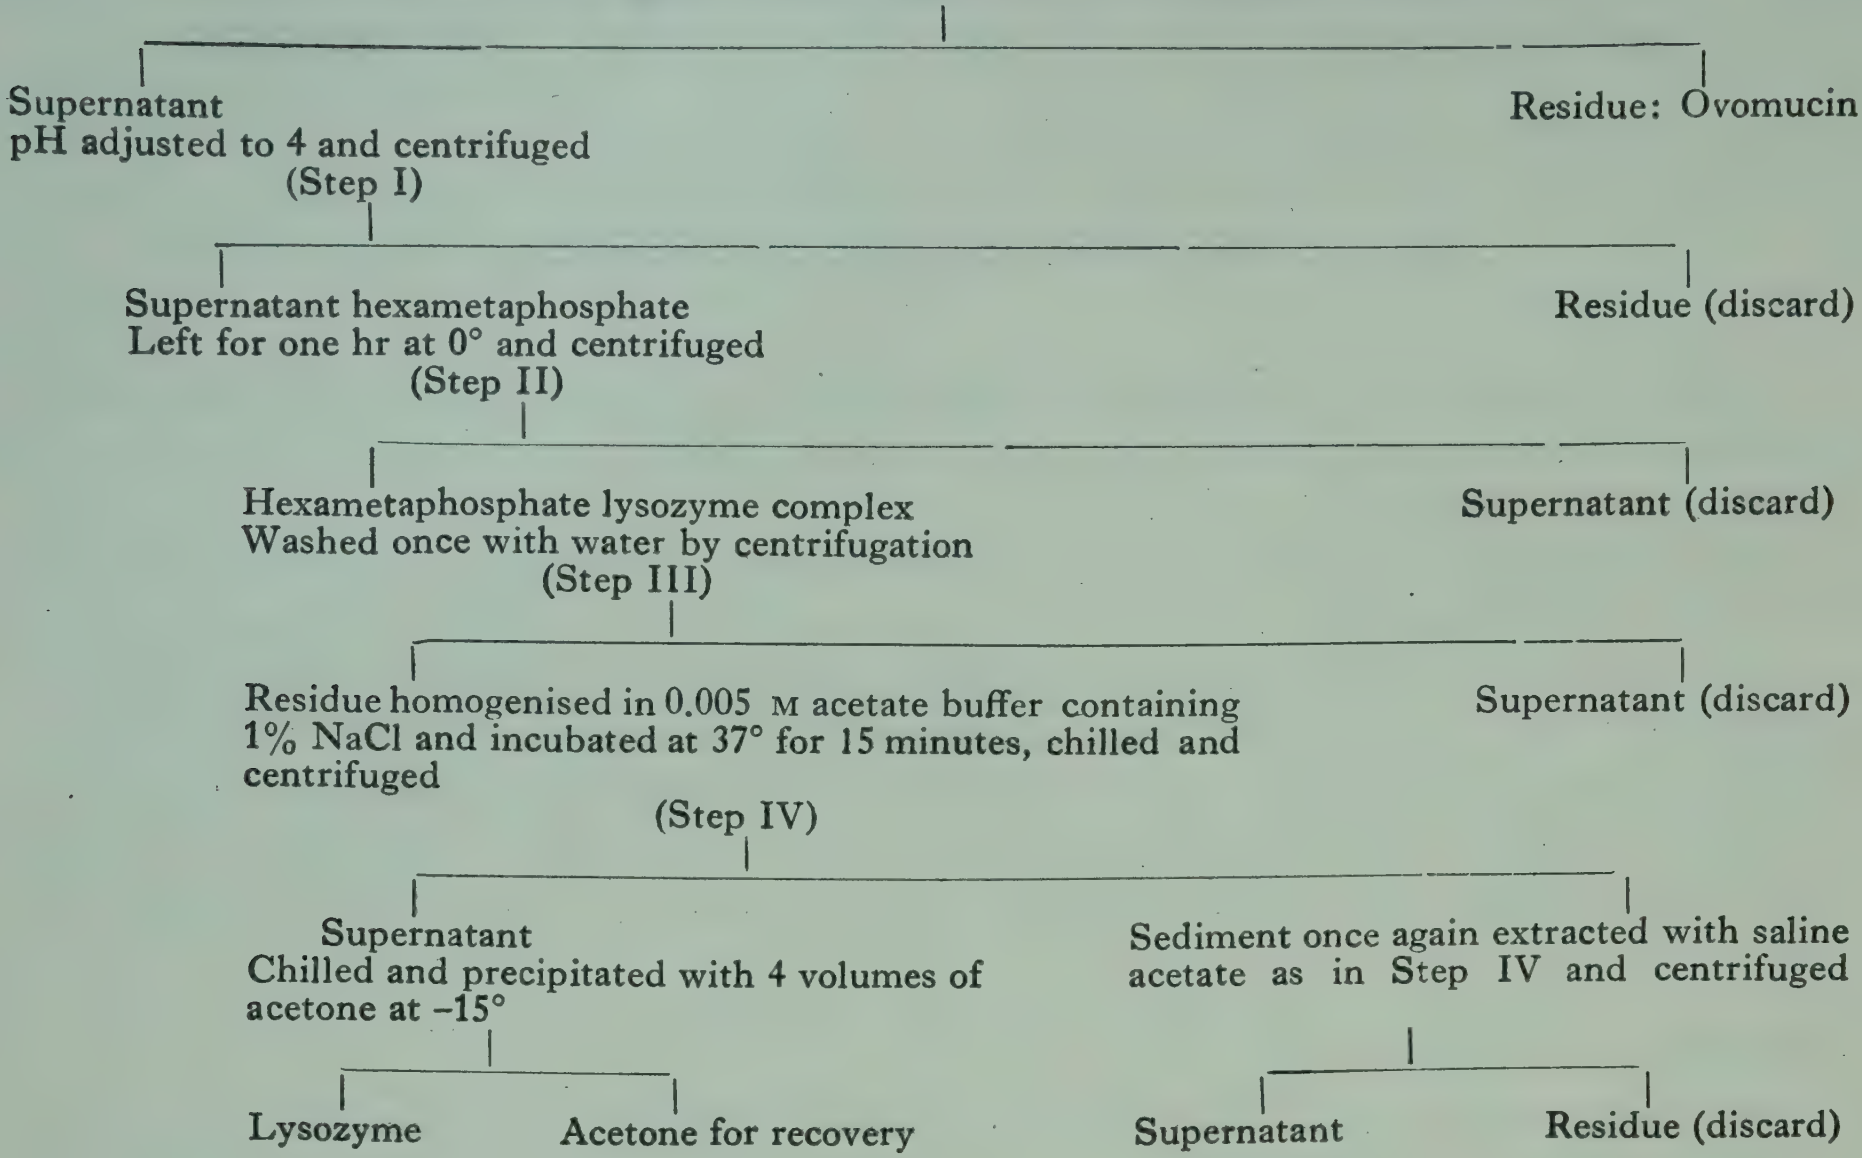 Supernatant
pH adjusted to 4 and centrifuged
(Step I)
Residue: Ovomucin
Supernatant hexametaphosphate
Left for one hr at 0° and centrifuged
(Step II)
Residue (discard)
Hexametaphosphate lysozyme complex
Washed once with water by centrifugation
(Step III)
Supernatant (discard)
Residue homogenised in 0.005 M acetate buffer containing
1% NaCl and incubated at 37° for 15 minutes, chilled and
centrifuged
(Step IV)
Supernatant (discard)
Supernatant
Chilled and precipitated with 4 volumes of
acetone at –15°
Sediment once again extracted with saline
acetate as in Step IV and centrifuged
Lysozyme
Acetone for recovery
Supernatant
Residue (discard)